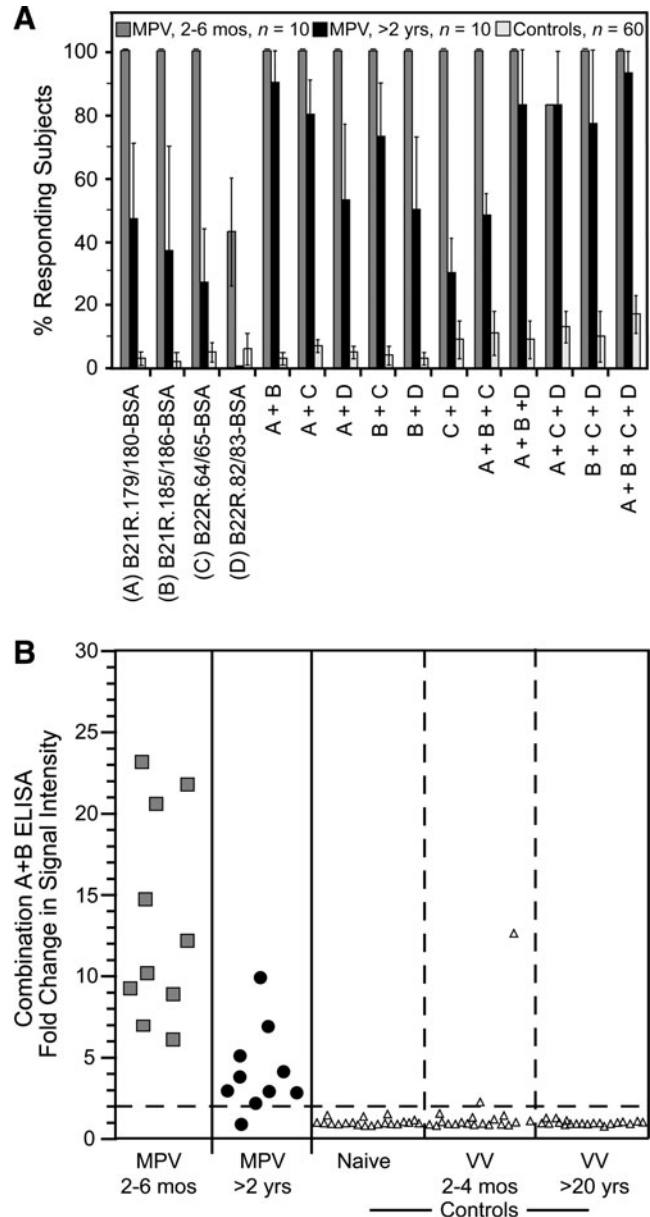 A
MPV, 2-6 mos, n = 10 MPV, >2 yrs, n = 10 Controls, n = 60
% Responding Subjects
100
80
60
40
20
0
(A) B21R.179/180-BSA
(B) B21R.185/186-BSA
(C) B22R.64/65-BSA
(D) B22R.82/83-BSA
A + B
A + C
A + D
B + C
B + D
C + D
A + B + C
A + B +D
A + C + D
B + C + D
A + B + C + D
B
Combination A+B ELISA
Fold Change in Signal Intensity
30
25
20
15
10
5
0
MPV
2-6 mos
MPV
>2 yrs
Naive
VV
2-4 mos
VV
>20 yrs
Controls